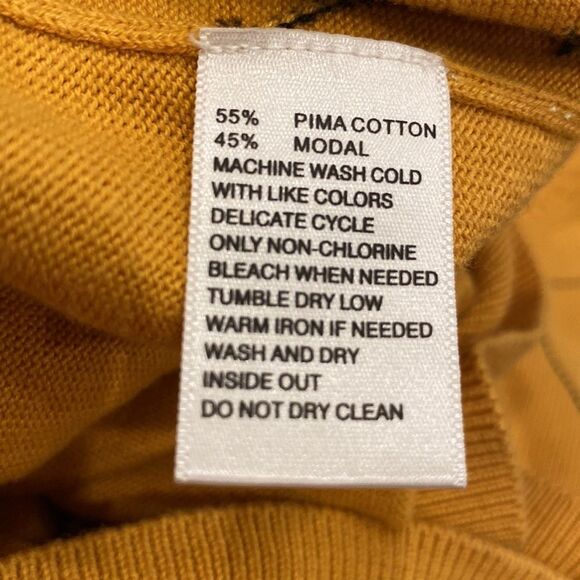 55% PIMA COTTON
45% MODAL
MACHINE WASH COLD
WITH LIKE COLORS
DELICATE CYCLE
ONLY NON-CHLORINE
BLEACH WHEN NEEDED
TUMBLE DRY LOW
WARM IRON IF NEEDED
WASH AND DRY
INSIDE OUT
DO NOT DRY CLEAN